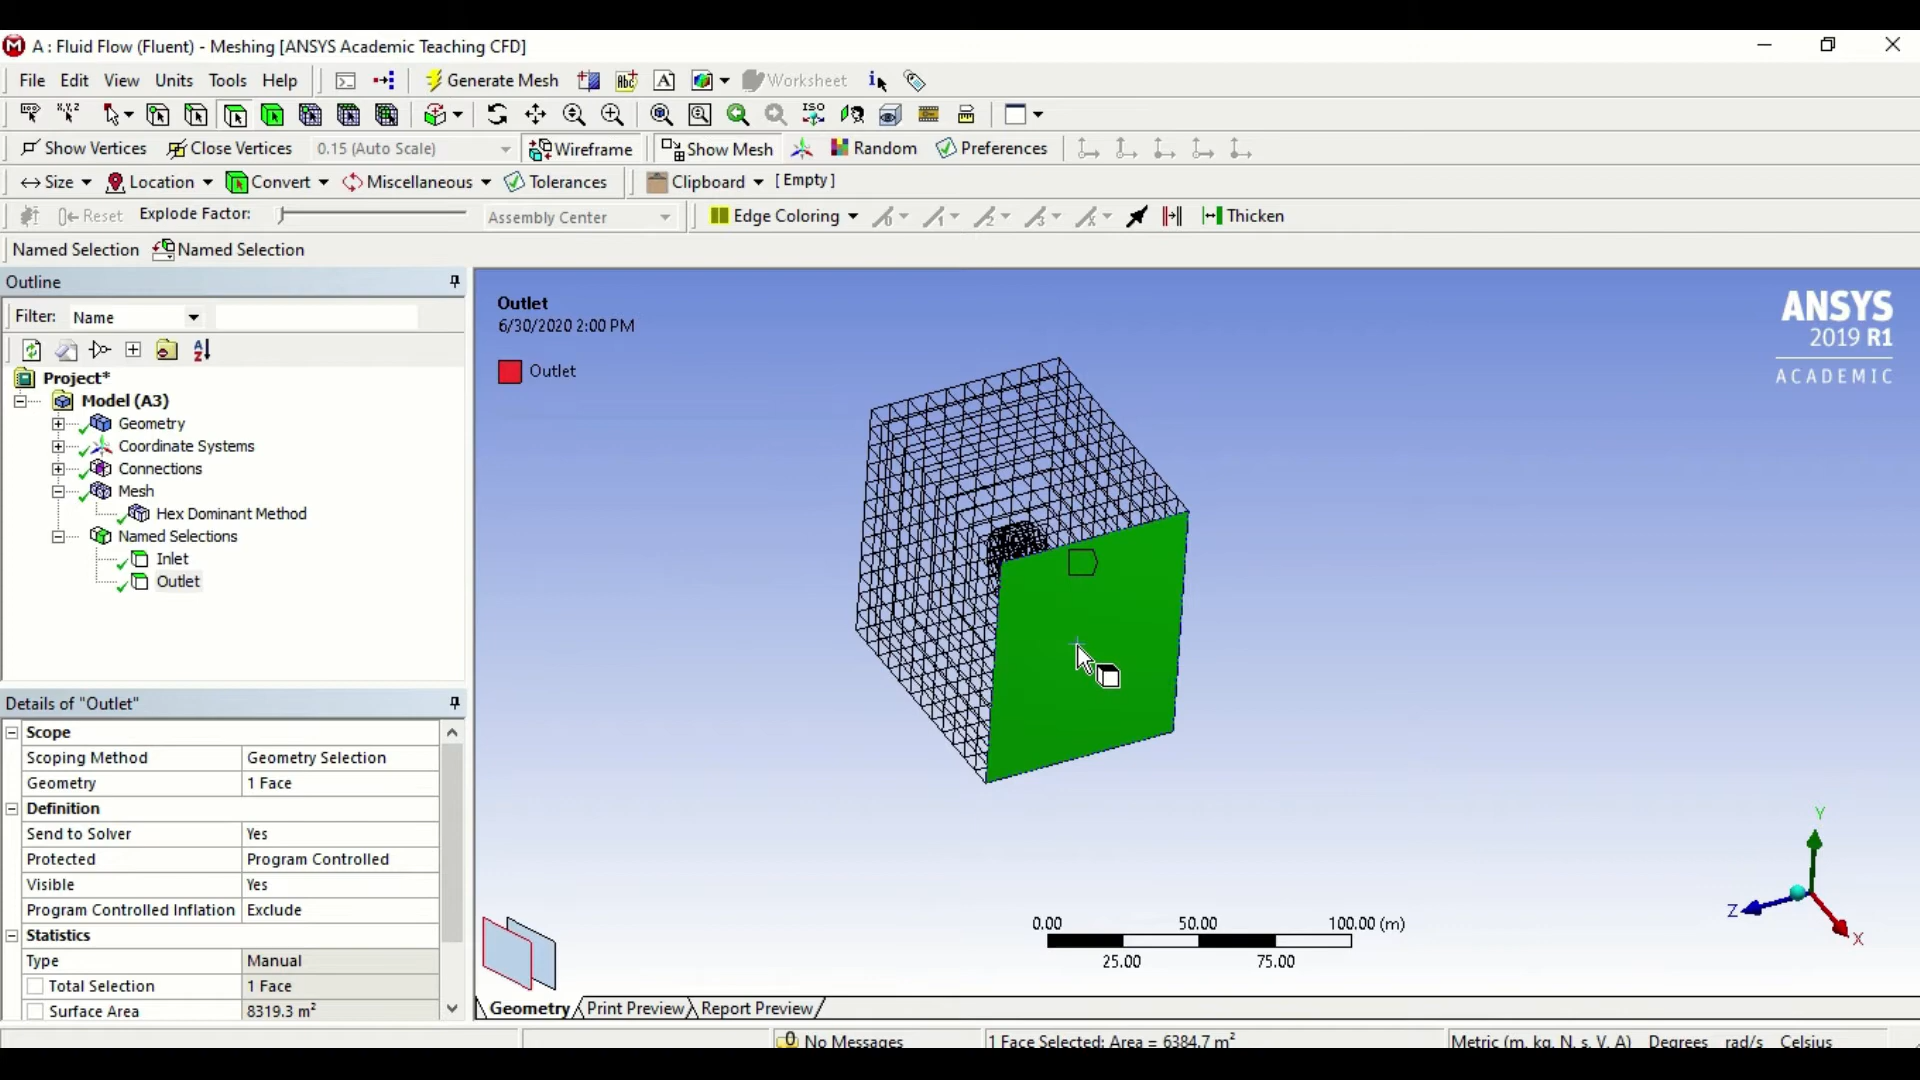 A : Fluid Flow (Fluent) - Meshing [ANSYS Academic Teaching CFD]
File Edit View Units Tools Help Generate Mesh Worksheet
Show Vertices Close Vertices 0.15 (Auto Scale) Wireframe Show Mesh Random Preferences
Size Location Convert Miscellaneous Tolerances Clipboard [ Empty ]
Reset Explode Factor: Assembly Center Edge Coloring Thicken
Named Selection Named Selection
Outline
Filter: Name
Project*
Model (A3)
Geometry
Coordinate Systems
Connections
Mesh
Hex Dominant Method
Named Selections
Inlet
Outlet
Details of "Outlet"
Scope
Scoping Method Geometry Selection
Geometry 1 Face
Definition
Send to Solver Yes
Protected Program Controlled
Visible Yes
Program Controlled Inflation Exclude
Statistics
Type Manual
Total Selection 1 Face
Surface Area 8319.3 m²
Outlet
6/30/2020 2:00 PM
Outlet
ANSYS
2019 R1
ACADEMIC
Y
Z
X
0.00 50.00 100.00 (m)
25.00 75.00
Geometry Print Preview Report Preview
0 No Messages 1 Face Selected: Area = 6384.7 m² Metric (m, kg, N, s, V, A) Degrees rad/s Celsius